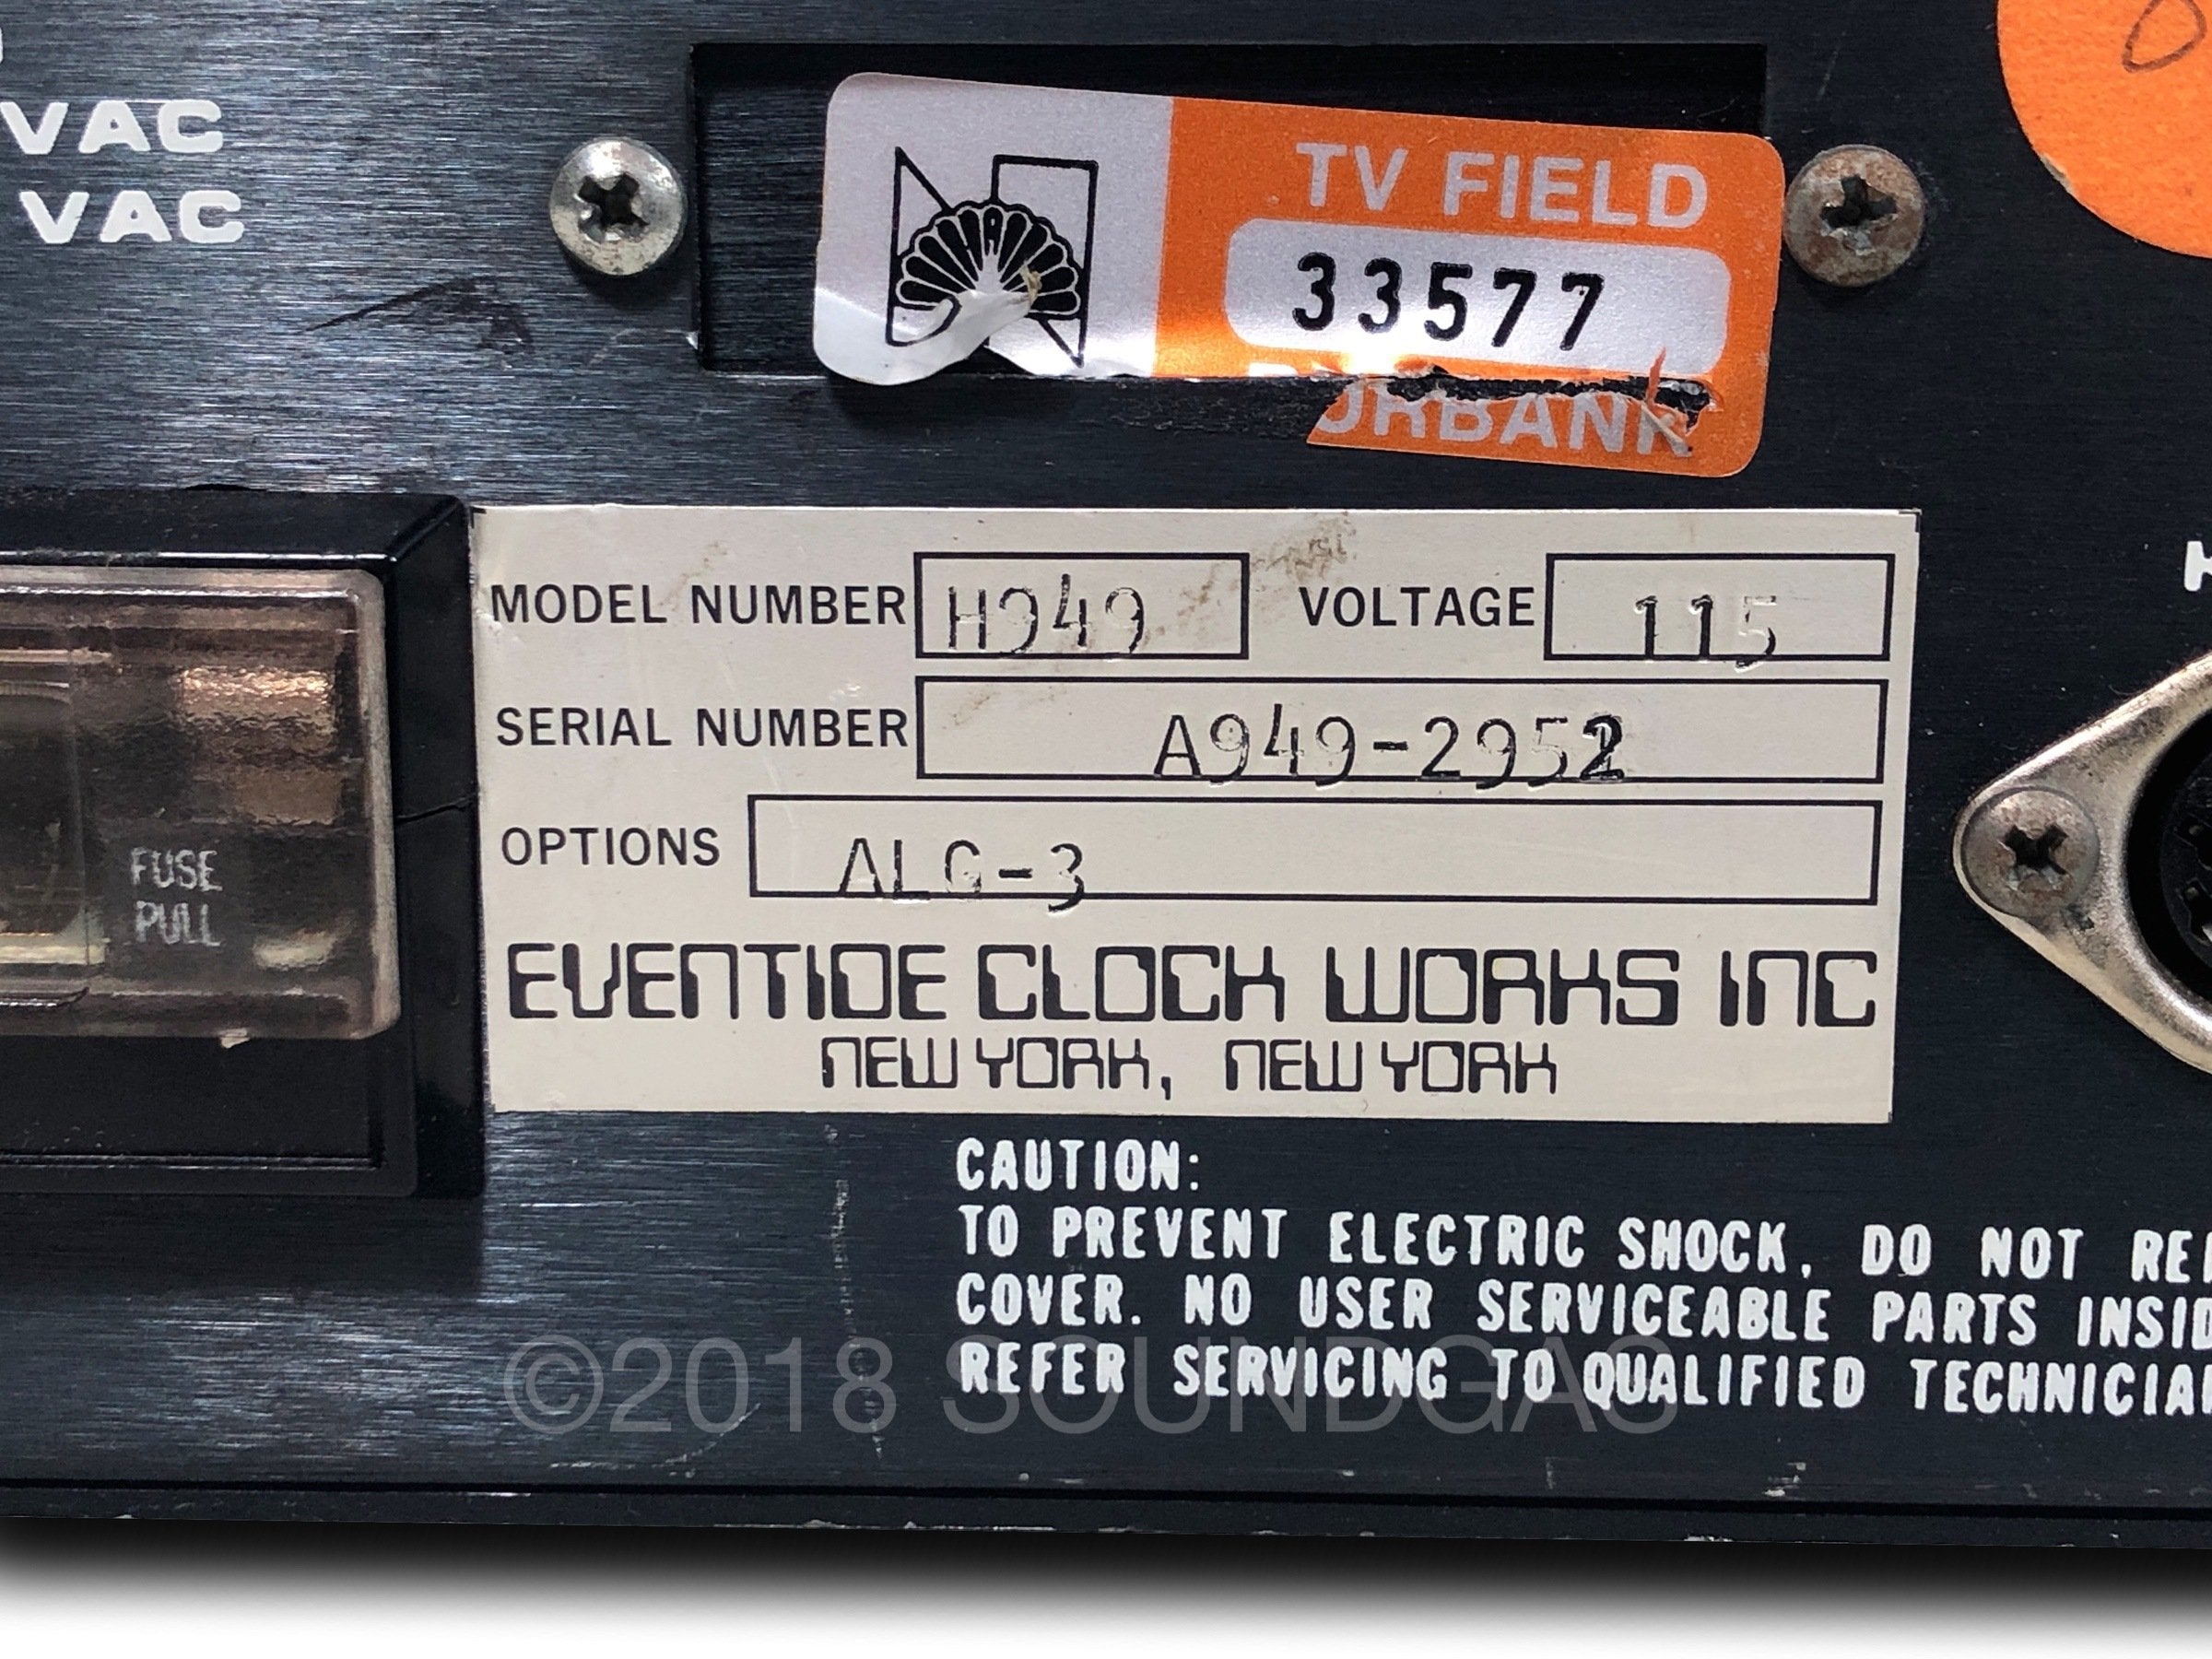 VAC
VAC
TV FIELD
33577
MODEL NUMBER H949 VOLTAGE 115
SERIAL NUMBER A949-2952
OPTIONS ALG-3
EVENTIDE CLOCK WORKS INC
NEW YORK, NEW YORK
FUSE
PULL
CAUTION:
TO PREVENT ELECTRIC SHOCK, DO NOT
COVER. NO USER SERVICEABLE PARTS
REFER SERVICING TO QUALIFIED
©2018 SOUNDGAS